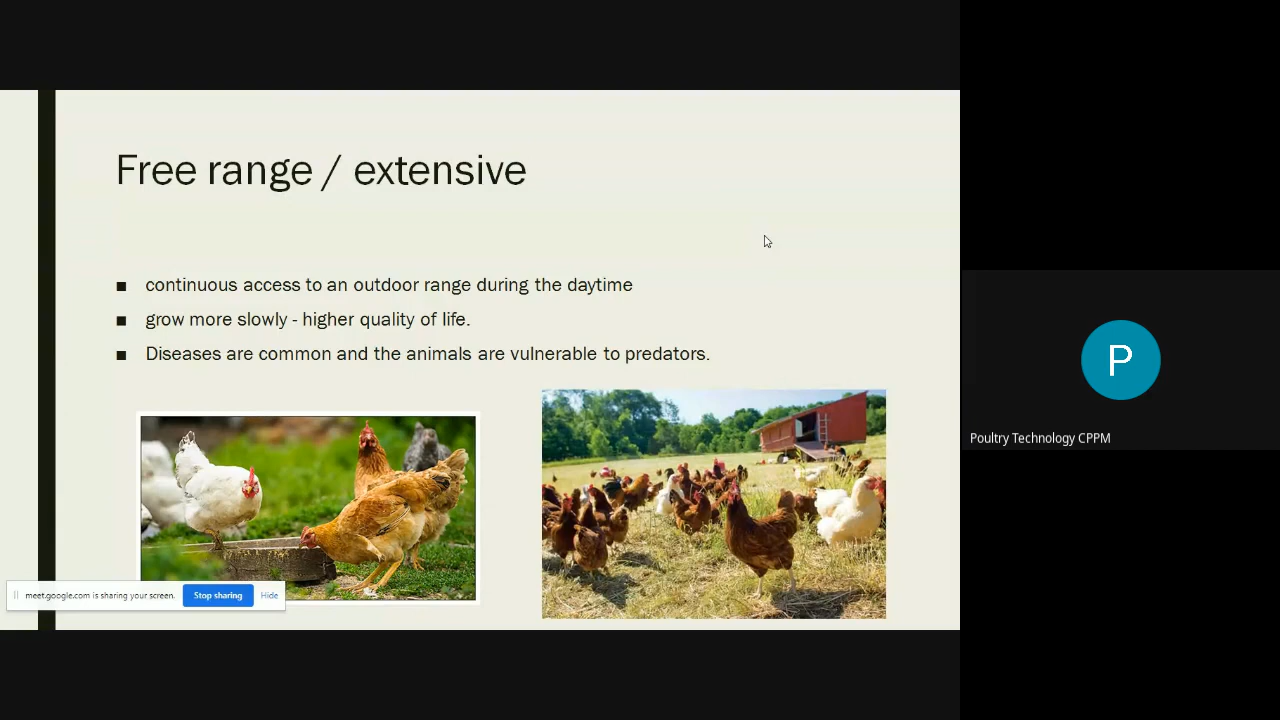 Free range / extensive
■ continuous access to an outdoor range during the daytime
■ grow more slowly - higher quality of life.
■ Diseases are common and the animals are vulnerable to predators.
meet.google.com is sharing your screen. Stop sharing Hide
P
Poultry Technology CPPM